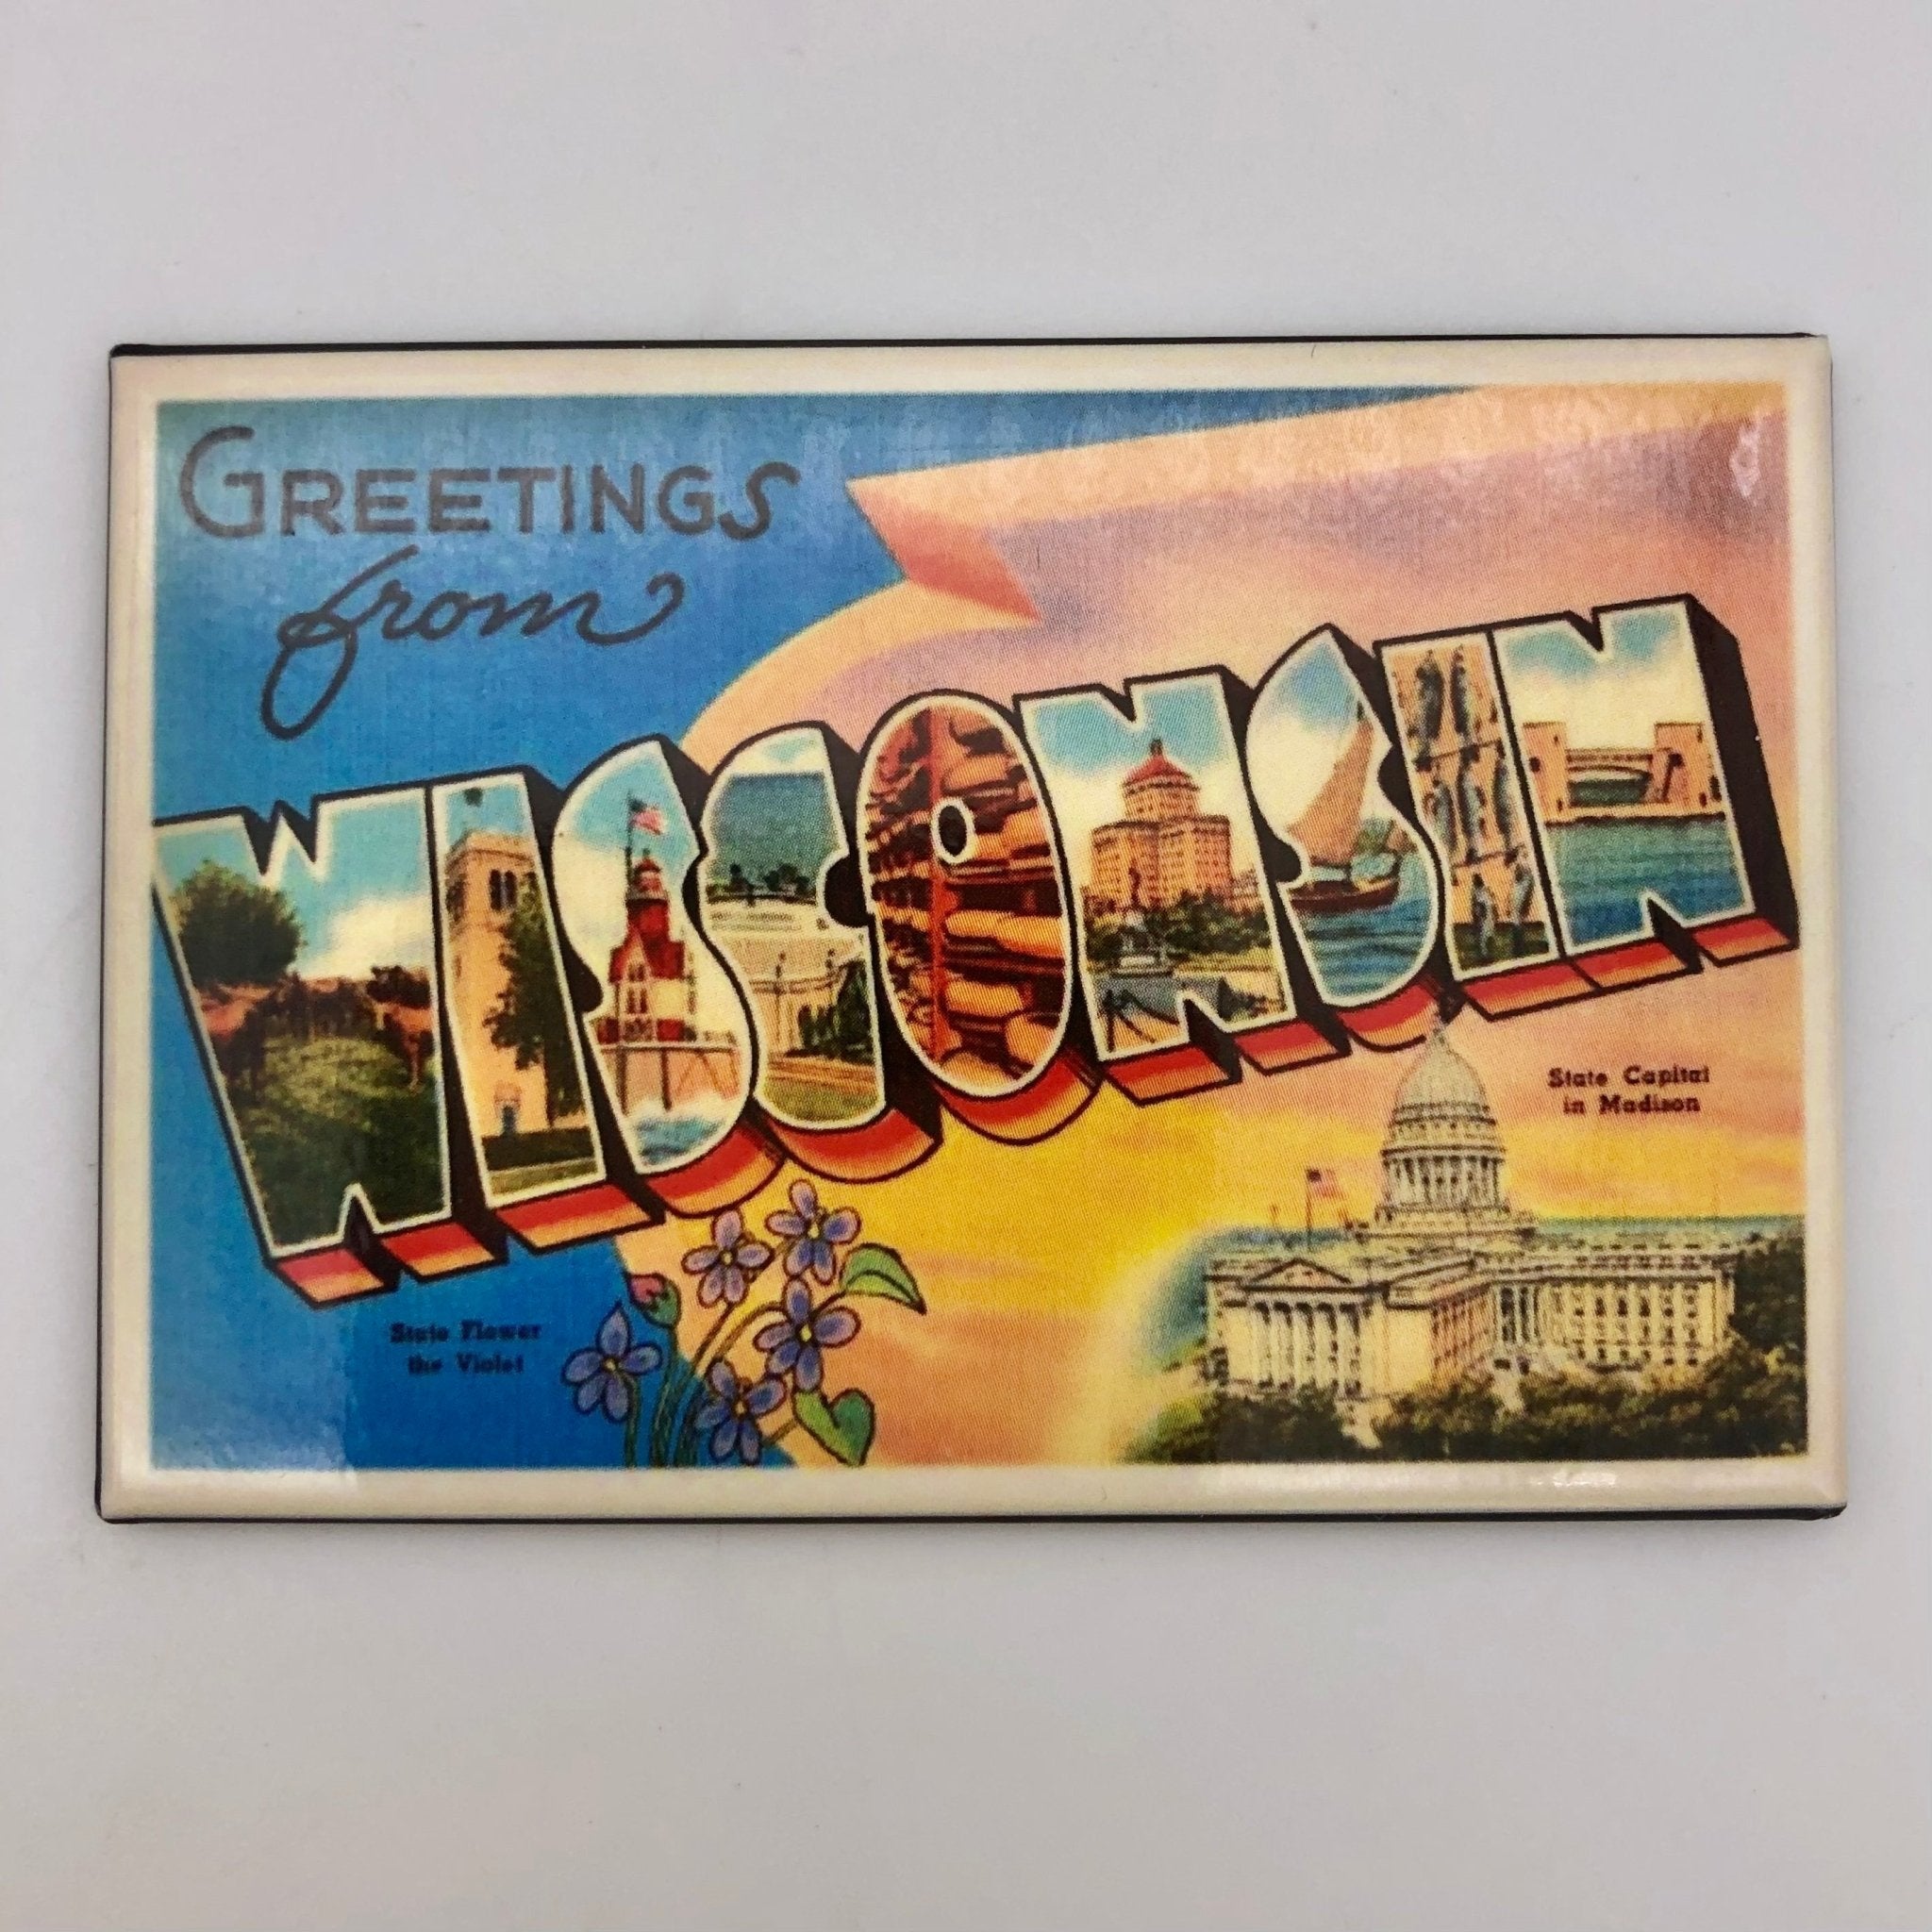 GREETINGS
from
WISCONSIN
State Capital
in Madison
State Flower
the Violet